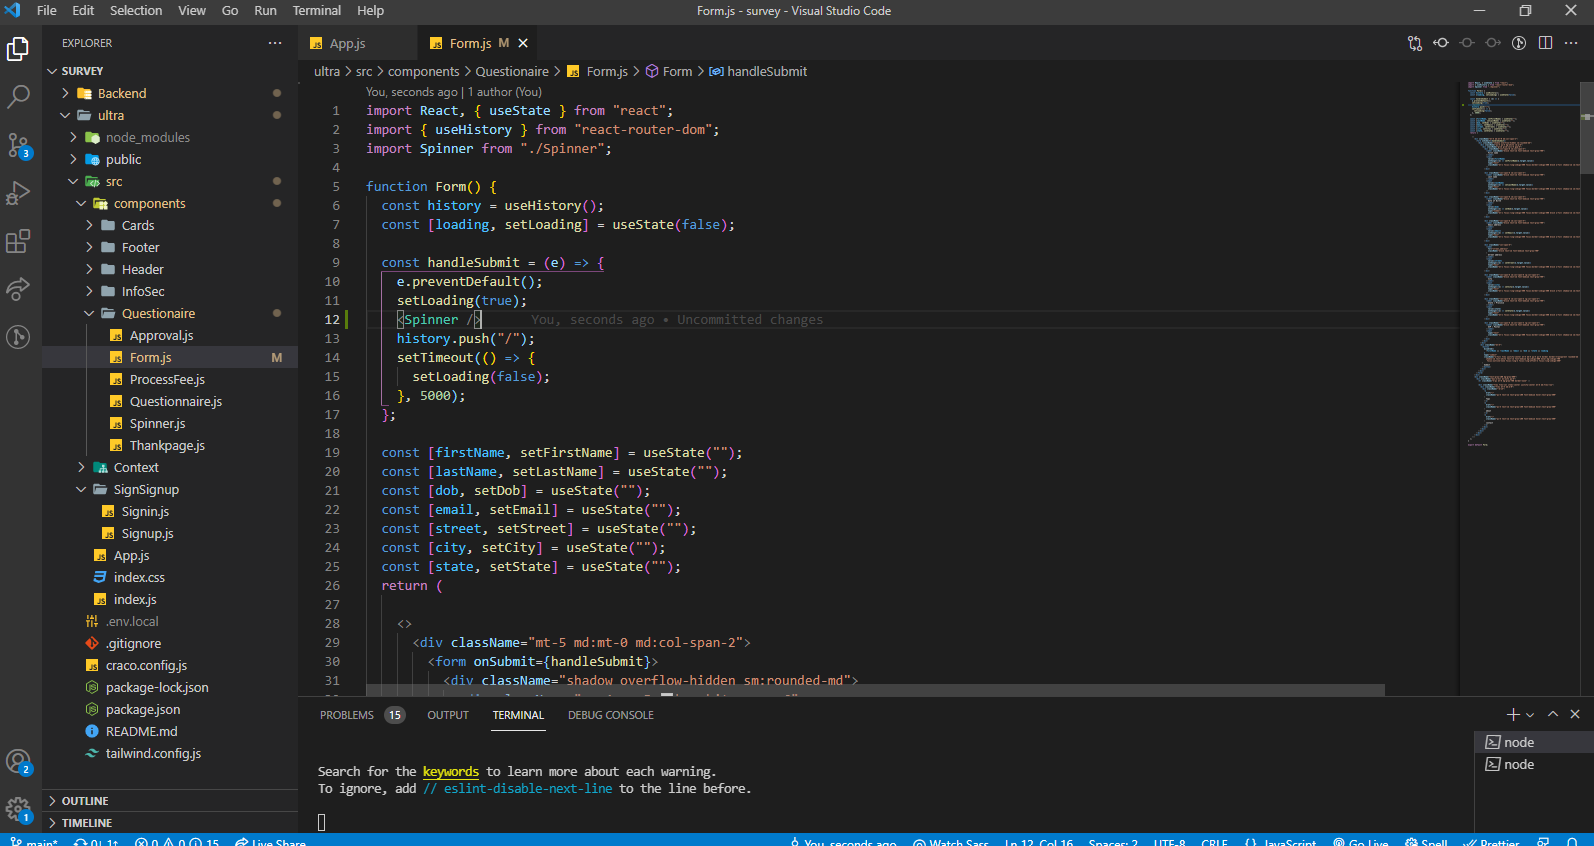 File Edit Selection View Go Run Terminal Help
Form.js - survey - Visual Studio Code
EXPLORER
SURVEY
Backend
ultra
node_modules
public
src
components
Cards
Footer
Header
InfoSec
Questionaire
Approval.js
Form.js M
ProcessFee.js
Questionnaire.js
Spinner.js
Thankpage.js
Context
SignSignup
Signin.js
Signup.js
App.js
index.css
index.js
.env.local
.gitignore
craco.config.js
package-lock.json
package.json
README.md
tailwind.config.js
OUTLINE
TIMELINE
3
2
1
App.js
Form.js M
ultra > src > components > Questionaire > Form.js > Form > handleSubmit
You, seconds ago | 1 author (You)
1 import React, { useState } from "react";
2 import { useHistory } from "react-router-dom";
3 import Spinner from "./Spinner";
4
5 function Form() {
6 const history = useHistory();
7 const [loading, setLoading] = useState(false);
8
9 const handleSubmit = (e) => {
10 e.preventDefault();
11 setLoading(true);
12 <Spinner /> You, seconds ago • Uncommitted changes
13 history.push("/");
14 setTimeout(() => {
15 setLoading(false);
16 }, 5000);
17 };
18
19 const [firstName, setFirstName] = useState("");
20 const [lastName, setLastName] = useState("");
21 const [dob, setDob] = useState("");
22 const [email, setEmail] = useState("");
23 const [street, setStreet] = useState("");
24 const [city, setCity] = useState("");
25 const [state, setState] = useState("");
26 return (
27
28 <>
29 <div className="mt-5 md:mt-0 md:col-span-2">
30 <form onSubmit={handleSubmit}>
31 <div className="shadow overflow-hidden sm:rounded-md">
PROBLEMS 15 OUTPUT TERMINAL DEBUG CONSOLE
node
node
Search for the keywords to learn more about each warning.
To ignore, add // eslint-disable-next-line to the line before.
main* 0↓ 1↑ 0 0 15 Live Share
You, seconds ago Watch Sass Ln 12, Col 16 Spaces: 2 UTF-8 CRLF {} JavaScript Go Live Spell Prettier